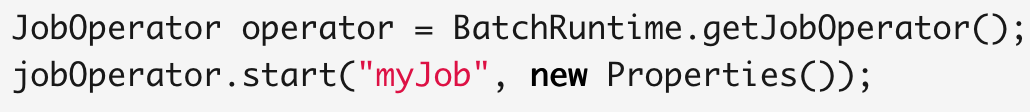 JobOperator operator = BatchRuntime.getJobOperator();
jobOperator.start("myJob", new Properties());